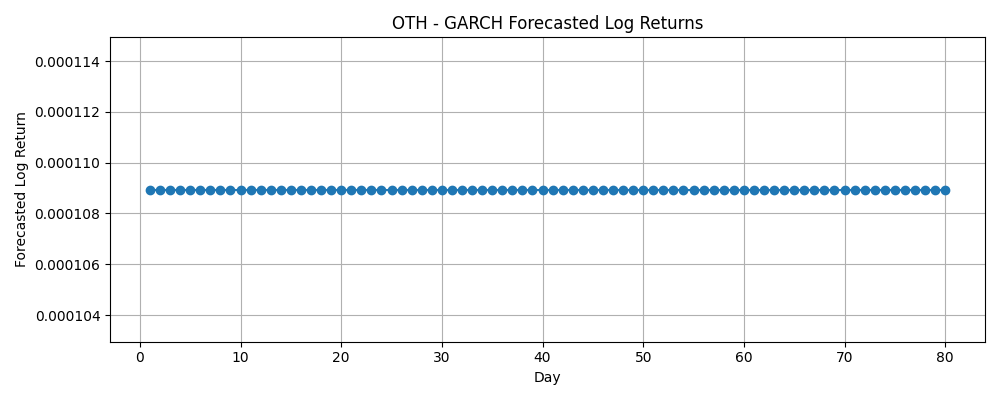 OTH - GARCH Forecasted Log Returns
0.000114
0.000112
0.000110
0.000108
0.000106
0.000104
Forecasted Log Return
0 10 20 30 40 50 60 70 80
Day